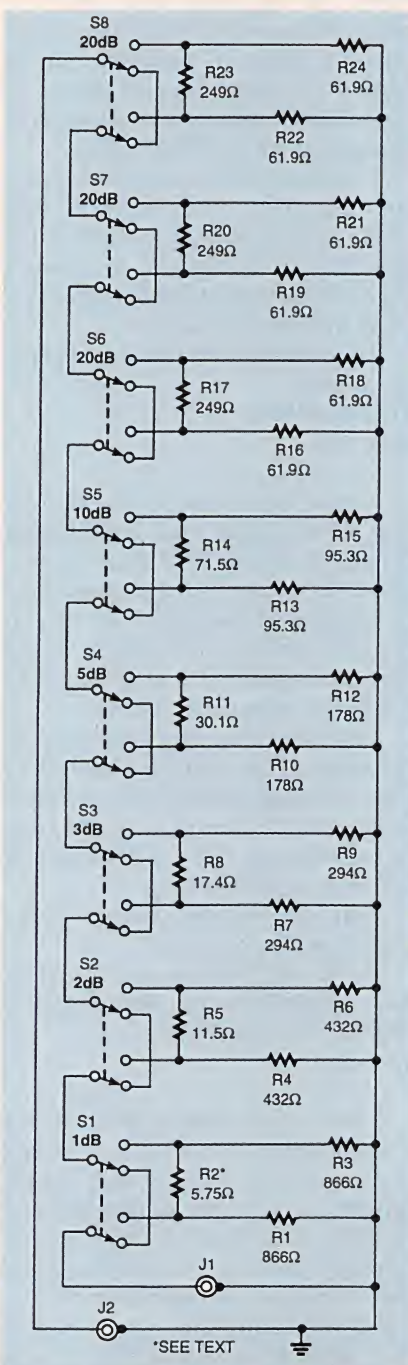 S8
20dB
R23
249Ω
R24
61.9Ω
R22
61.9Ω
S7
20dB
R20
249Ω
R21
61.9Ω
R19
61.9Ω
S6
20dB
R17
249Ω
R18
61.9Ω
R16
61.9Ω
S5
10dB
R14
71.5Ω
R15
95.3Ω
R13
95.3Ω
S4
5dB
R11
30.1Ω
R12
178Ω
R10
178Ω
S3
3dB
R8
17.4Ω
R9
294Ω
R7
294Ω
S2
2dB
R5
11.5Ω
R6
432Ω
R4
432Ω
S1
1dB
R2*
5.75Ω
R3
866Ω
R1
866Ω
J1
J2
*SEE TEXT